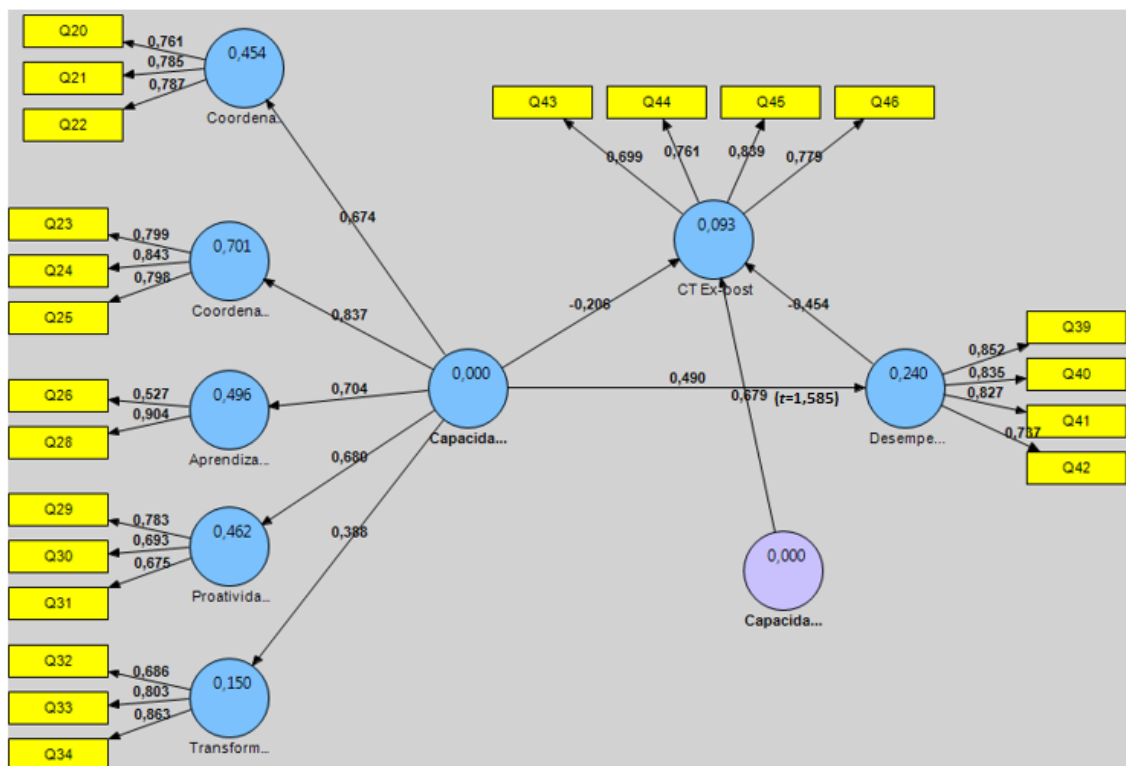 Q20
0,761
Q21
0,785
Q22
0,787
0,454
Coordena...
Q23
0,799
Q24
0,843
Q25
0,798
0,701
Coordena...
Q26
0,527
Q28
0,904
0,496
Aprendiza...
Q29
0,783
Q30
0,693
Q31
0,675
0,462
Proativida...
Q32
0,686
Q33
0,803
Q34
0,863
0,150
Transform...
0,674
0,837
0,704
0,680
0,388
0,000
Capacida...
Q43
Q44
Q45
Q46
0,699
0,761
0,839
0,779
0,093
CT Ex-post
-0,206
-0,454
0,490
0,679
(t=1,585)
0,000
Capacida...
0,240
Desempe...
0,852
Q39
0,835
Q40
0,827
Q41
0,737
Q42